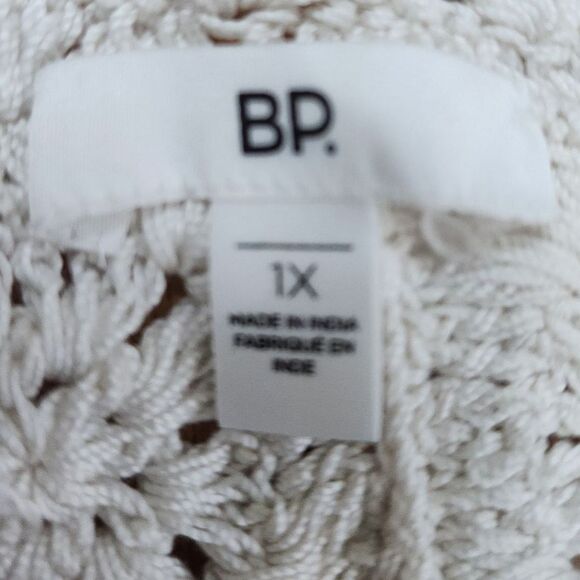 BP.
1X
MADE IN INDIA
FABRIQUÉ EN
INDE